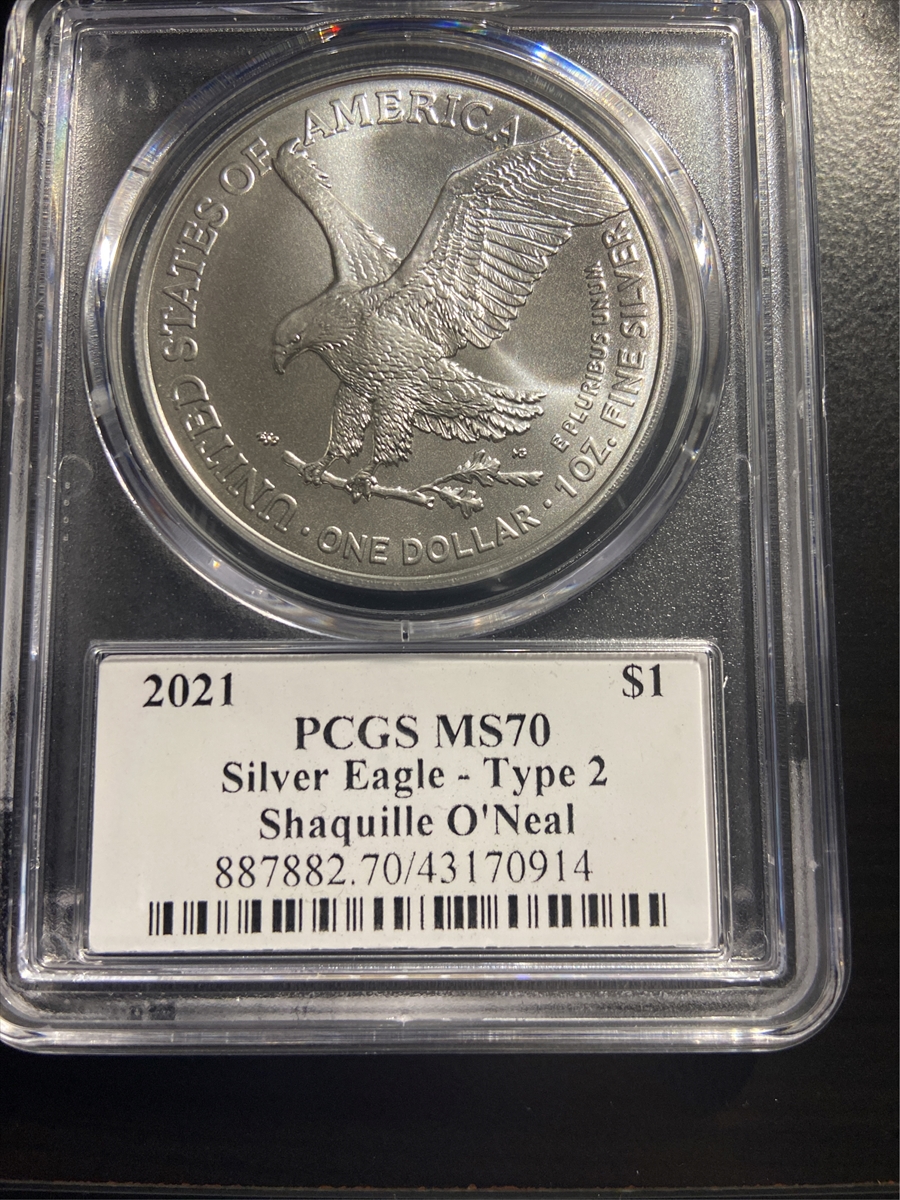 UNITED STATES OF AMERICA
E PLURIBUS UNUM
1 OZ. FINE SILVER
· ONE DOLLAR ·
2021 $1
PCGS MS70
Silver Eagle - Type 2
Shaquille O'Neal
887882.70/43170914